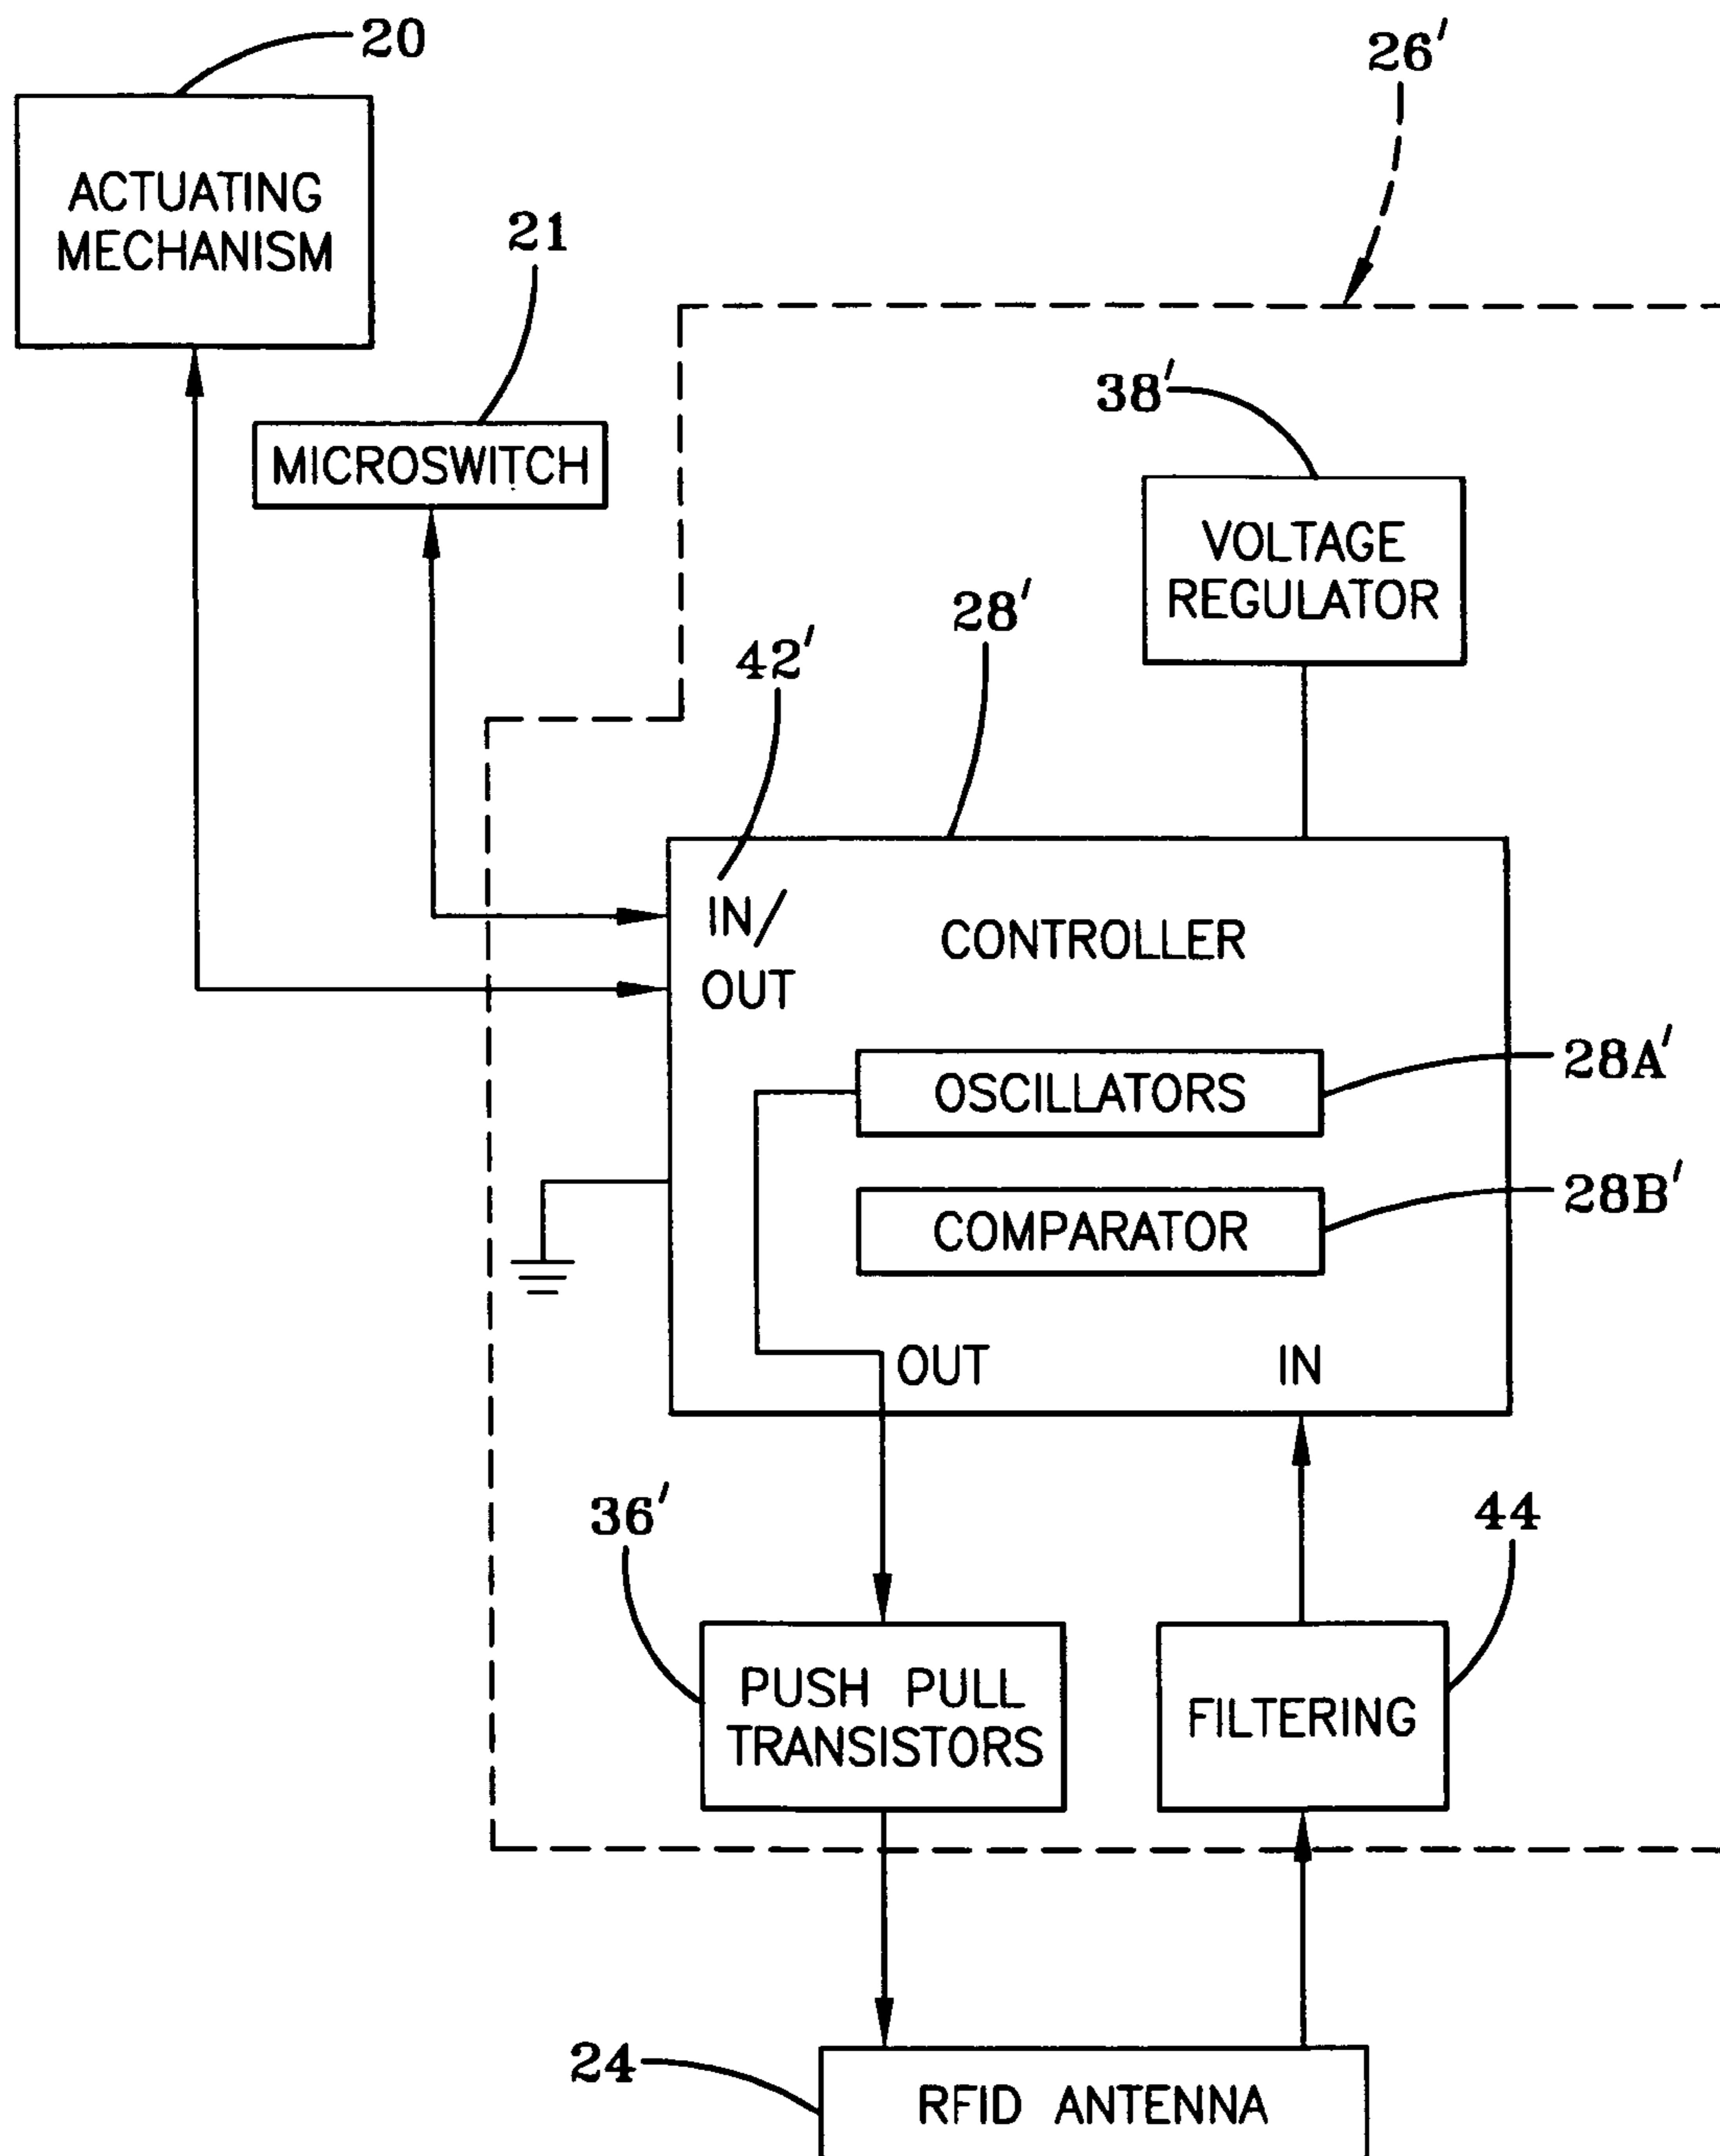 20
26'
ACTUATING
MECHANISM
21
38'
MICROSWITCH
VOLTAGE
REGULATOR
28'
42'
IN/
OUT
CONTROLLER
OSCILLATORS
28A'
COMPARATOR
28B'
OUT
IN
36'
44
PUSH PULL
TRANSISTORS
FILTERING
24
RFID ANTENNA